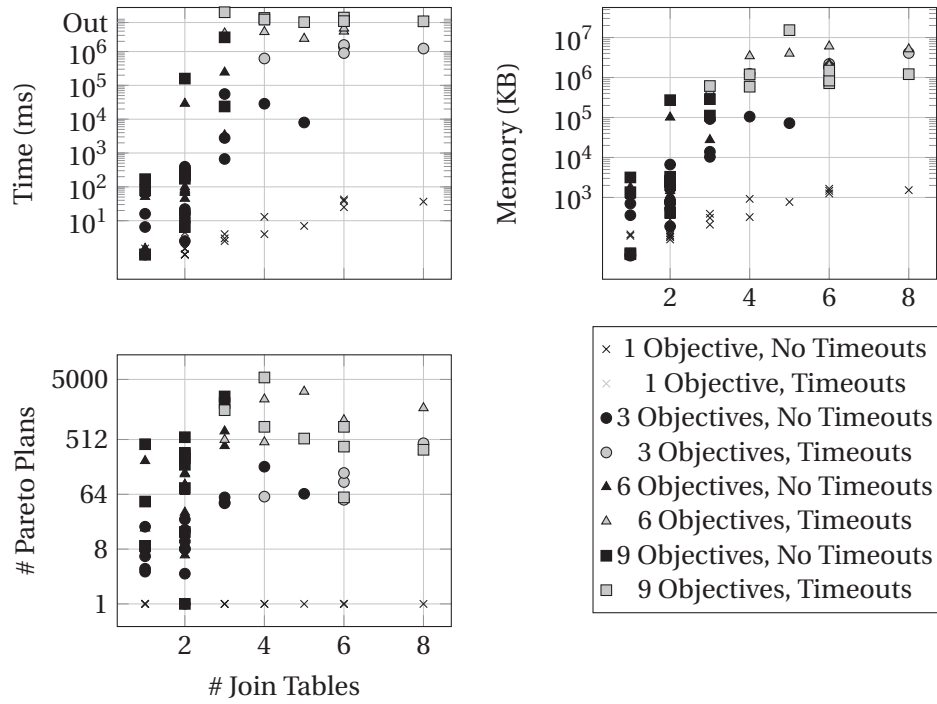 Out
10^6
10^5
10^4
10^3
10^2
10^1
Time (ms)
10^7
10^6
10^5
10^4
10^3
Memory (KB)
2 4 6 8
5000
512
64
8
1
# Pareto Plans
2 4 6 8
# Join Tables
1 Objective, No Timeouts
1 Objective, Timeouts
3 Objectives, No Timeouts
3 Objectives, Timeouts
6 Objectives, No Timeouts
6 Objectives, Timeouts
9 Objectives, No Timeouts
9 Objectives, Timeouts